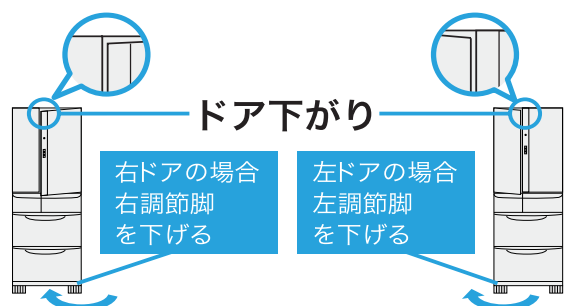 ドア下がり
右ドアの場合
右調節脚
を下げる
左ドアの場合
左調節脚
を下げる